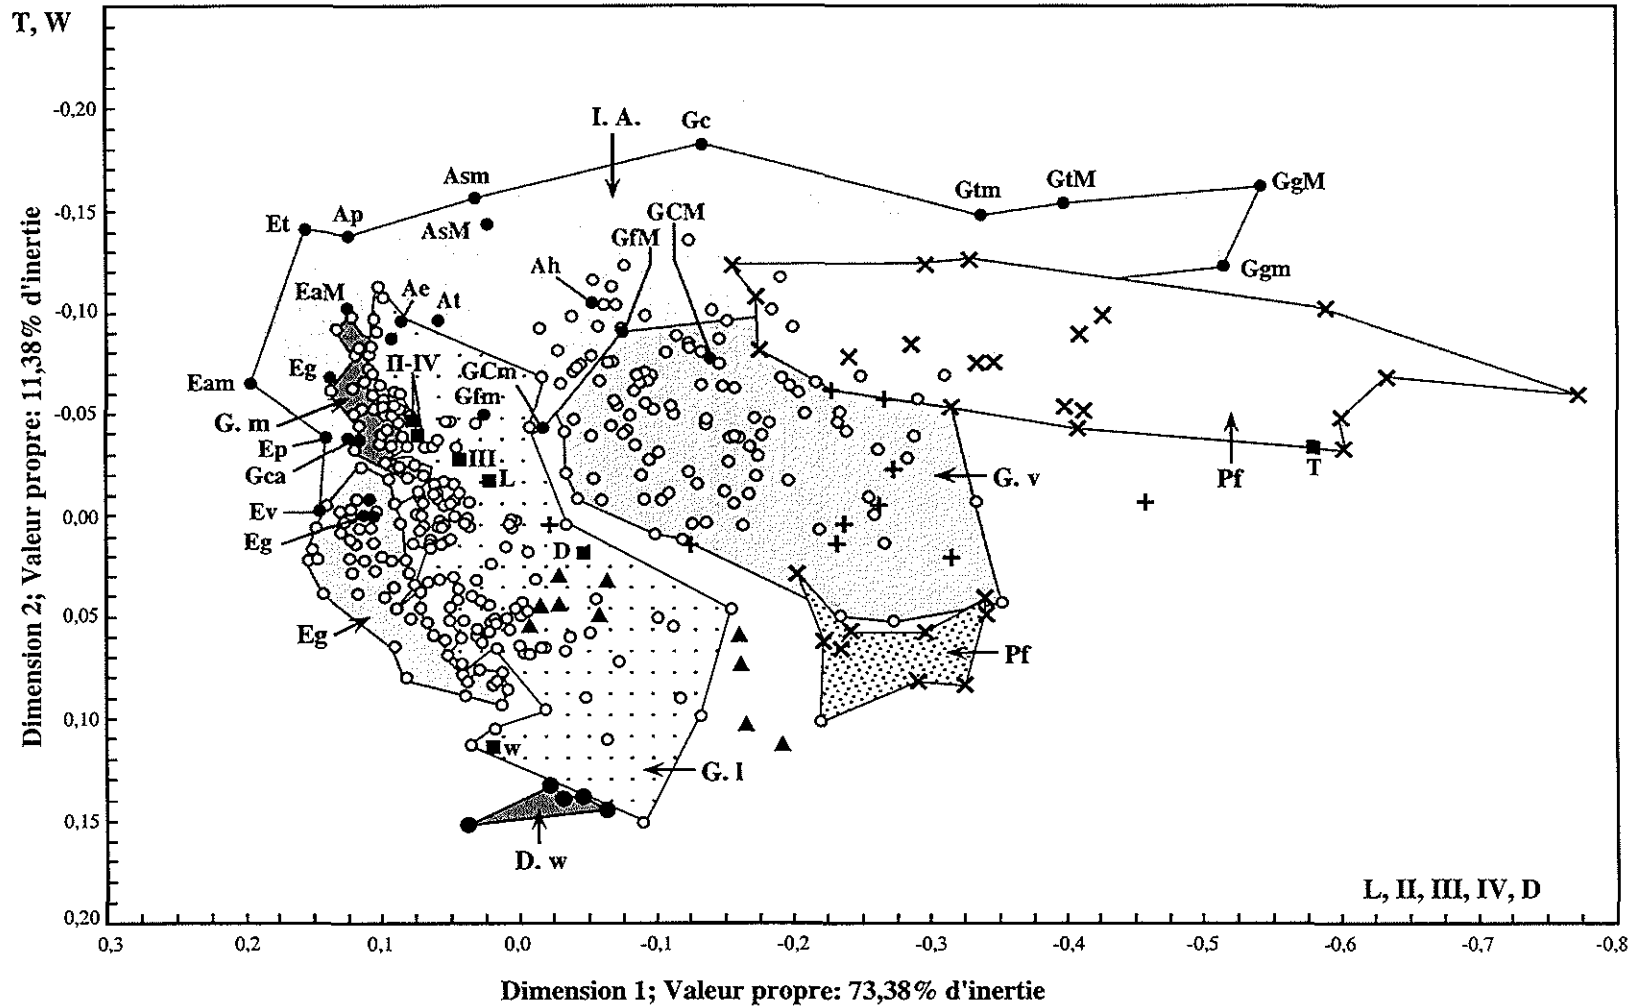 T, W
-0,20
-0,15
-0,10
-0,05
0,00
0,05
0,10
0,15
0,20
Dimension 2; Valeur propre: 11,38% d'inertie
I. A.
Gc
Asm
Gtm
GtM
GgM
Et
Ap
AsM
GCM
GfM
Ggm
Ah
EaM
Ae
At
Eg
II-IV
GCm
Eam
Gfm
G. m
Ep
III
Gca
L
G. v
Pf
T
Ev
Eg
D
Eg
Pf
w
G. l
D. w
L, II, III, IV, D
0,3
0,2
0,1
0,0
-0,1
-0,2
-0,3
-0,4
-0,5
-0,6
-0,7
-0,8
Dimension 1; Valeur propre: 73,38% d'inertie